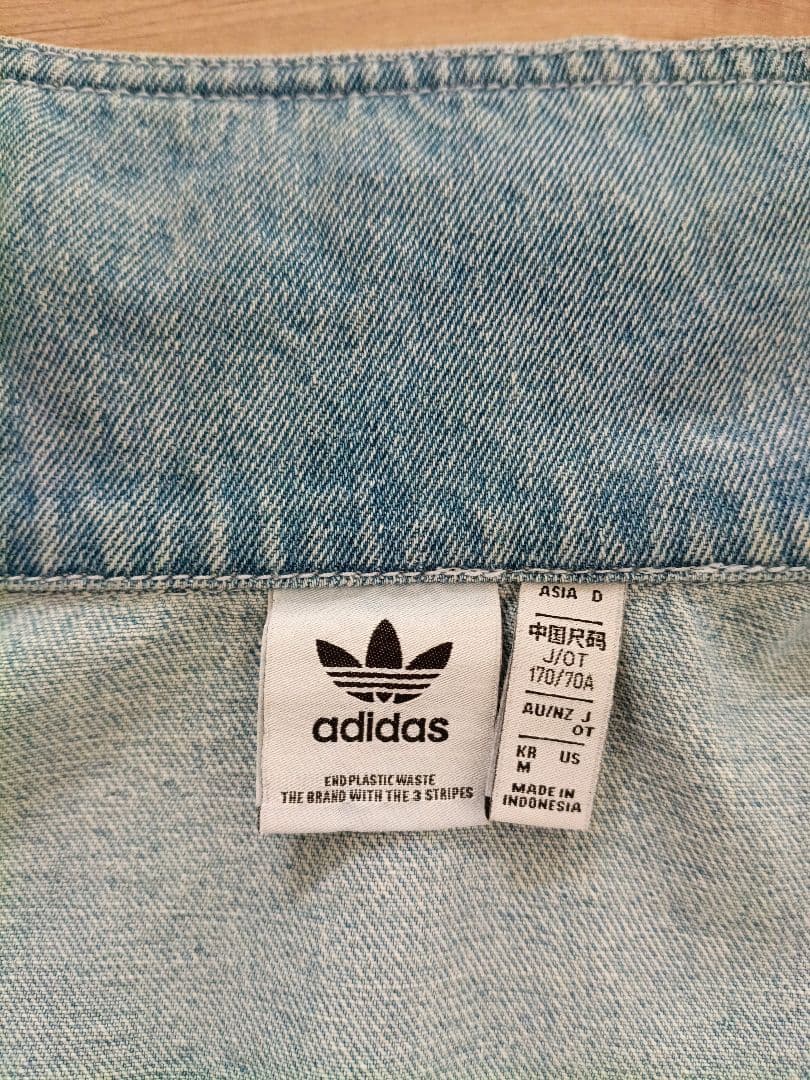 adidas
END PLASTIC WASTE
THE BRAND WITH THE 3 STRIPES
ASIA D
中国尺码
J/OT
170/70A
AU/NZ J
OT
KR US
M
MADE IN
INDONESIA